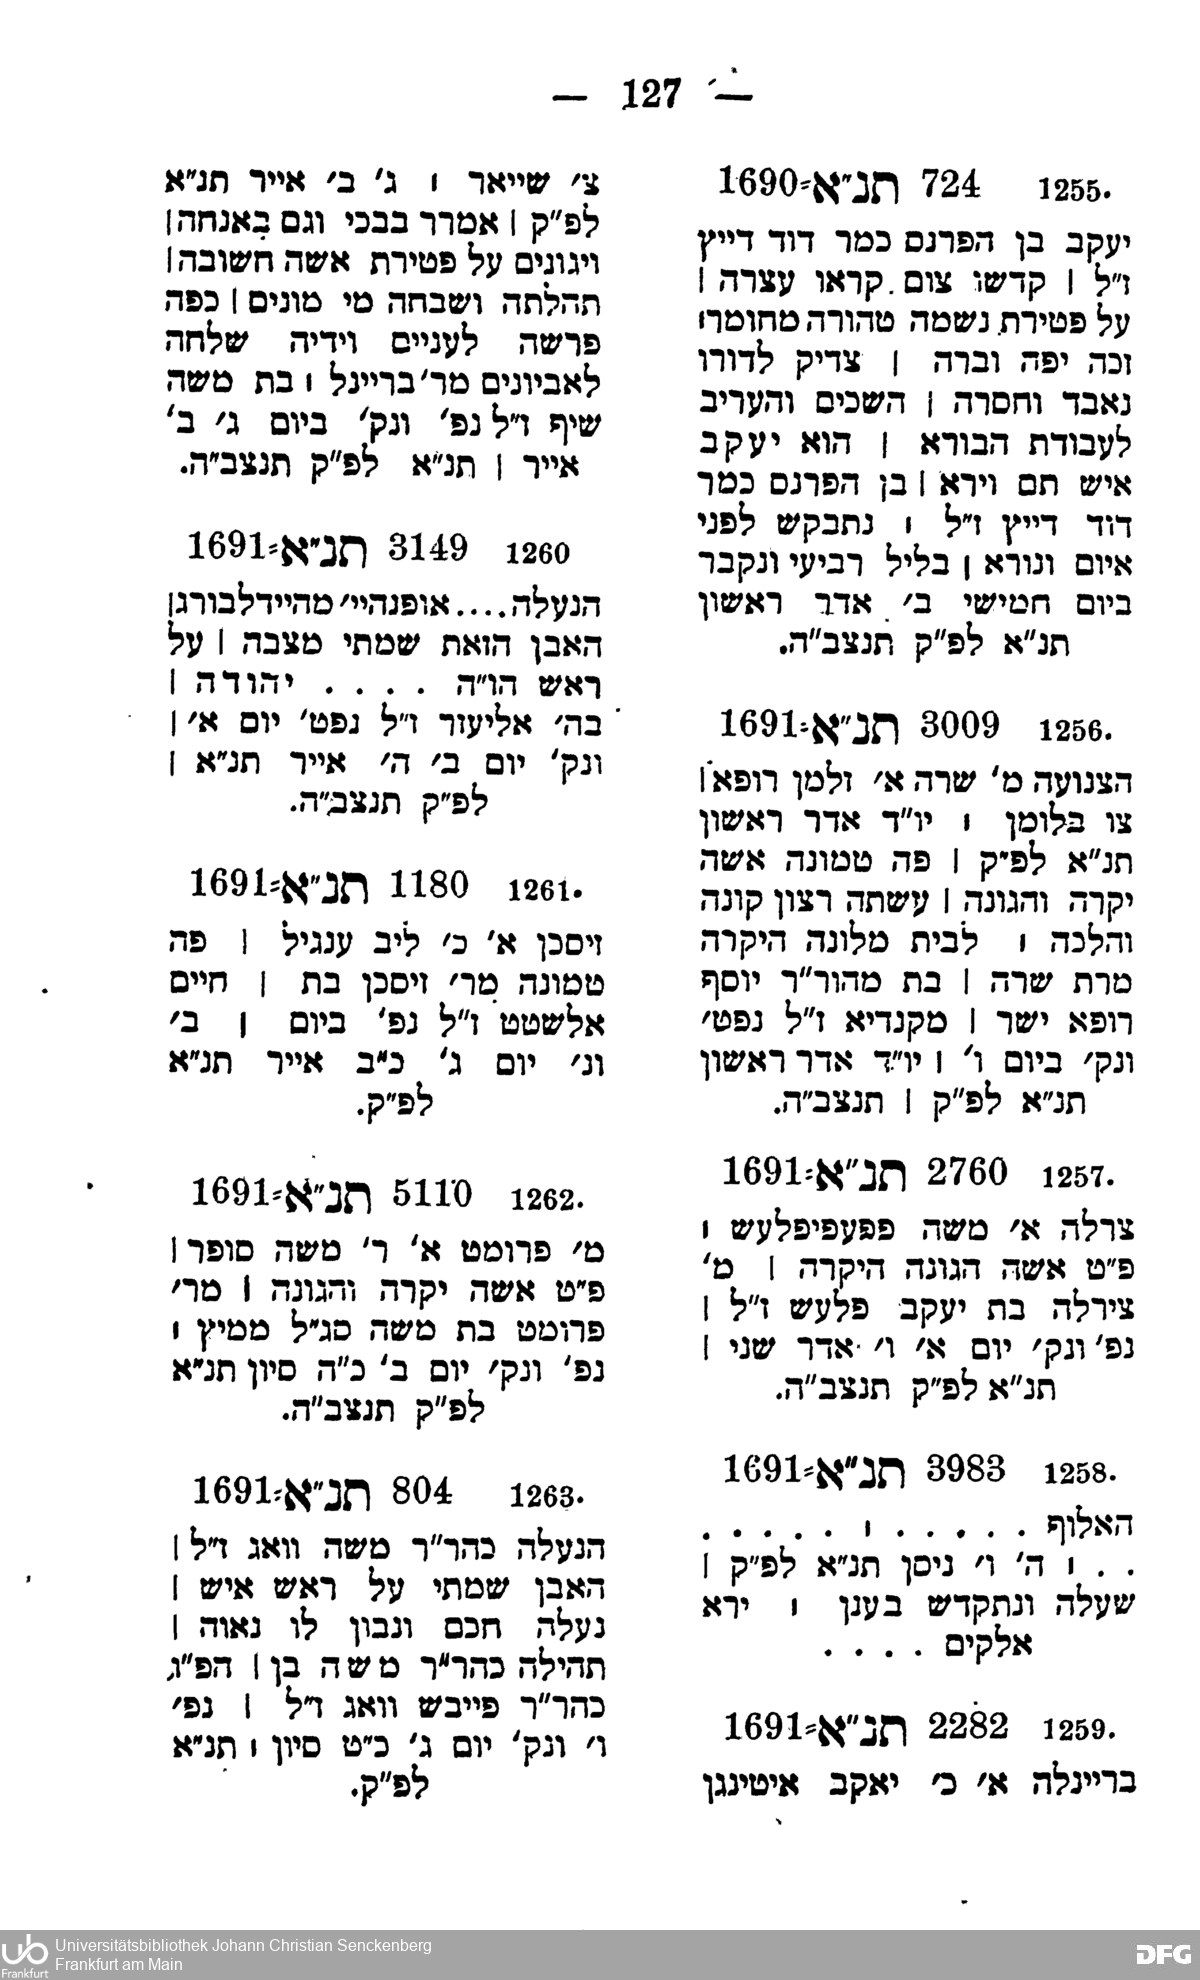 — 127 —
1255. 724 תנ״א=1690
יעקב בן הפרנס כמר דוד דייץ
ז״ל | קדשו צום קראו עצרה |
על פטירת נשמה טהורה מחומרו
זכה יפה וברה | צדיק לדורו
נאבד וחסרה | השכים והעריב
לעבודת הבורא | הוא יעקב
איש תם וירא | בן הפרנס כמר
דוד דייץ ז״ל | נתבקש לפני
איום ונורא | בליל רביעי ונקבר
ביום חמישי ב׳ אדר ראשון
תנ״א לפ״ק תנצב״ה.
1256. 3009 תנ״א=1691
הצנועה מ׳ שרה א׳ זלמן רופא |
צו בלומן | יו״ד אדר ראשון
תנ״א לפ״ק | פה טמונה אשה
יקרה והגונה | עשתה רצון קונה
והלכה | לבית מלונה היקרה
מרת שרה | בת מהור״ר יוסף
רופא ישר | מקנדיא ז״ל נפט׳
ונק׳ ביום ו׳ | יו״ד אדר ראשון
תנ״א לפ״ק | תנצב״ה.
1257. 2760 תנ״א=1691
צרלה א׳ משה פפעפיפלעש |
פ״ט אשה הגונה היקרה | מ׳
צירלה בת יעקב פלעש ז״ל |
נפ׳ ונק׳ יום א׳ ו׳ אדר שני |
תנ״א לפ״ק תנצב״ה.
1258. 3983 תנ״א=1691
האלוף . . . . . | . . . . .
. . | ה׳ ו׳ ניסן תנ״א לפ״ק |
שעלה ונתקדש בענן | ירא
אלקים . . . .
1259. 2282 תנ״א=1691
בריינלה א׳ כ׳ יאקב איטינגן
צ׳ שייאר | ג׳ ב׳ אייר תנ״א
לפ״ק | אמרר בבכי וגם באנחה |
ויגונים על פטירת אשה חשובה |
תהלתה ושבחה מי מונים | כפה
פרשה לעניים וידיה שלחה
לאביונים מר׳ בריינל | בת משה
שיף ז״ל נפ׳ ונק׳ ביום ג׳ ב׳
אייר | תנ״א לפ״ק תנצב״ה.
1260 3149 תנ״א=1691
הנעלה.... אופנהיי׳ מהיידלבורג |
האבן הזאת שמתי מצבה | על
ראש הו״ה . . . . יהודה |
בה׳ אליעזר ז״ל נפט׳ יום א׳ |
ונק׳ יום ב׳ ה׳ אייר תנ״א |
לפ״ק תנצב״ה.
1261. 1180 תנ״א=1691
זיסכן א׳ כ׳ ליב ענגיל | פה
טמונה מר׳ זיסכן בת | חיים
אלשטט ז״ל נפ׳ ביום | ב׳
ונ׳ יום ג׳ כ״ב אייר תנ״א
לפ״ק.
1262. 5110 תנ״א=1691
מ׳ פרומט א׳ ר׳ משה סופר |
פ״ט אשה יקרה והגונה | מר׳
פרומט בת משה סג״ל ממיץ |
נפ׳ ונק׳ יום ב׳ כ״ה סיון תנ״א
לפ״ק תנצב״ה.
1263. 804 תנ״א=1691
הנעלה כהר״ר משה וואג ז״ל |
האבן שמתי על ראש איש |
נעלה חכם ונבון לו נאוה |
תהילה כהר״ר משה בן | הפ״ו
כהר״ר פייבש וואג ז״ל | נפ׳
ו׳ ונק׳ יום ג׳ כ״ט סיון | תנ״א
לפ״ק.
Universitätsbibliothek Johann Christian Senckenberg
Frankfurt am Main
ub Frankfurt
DFG